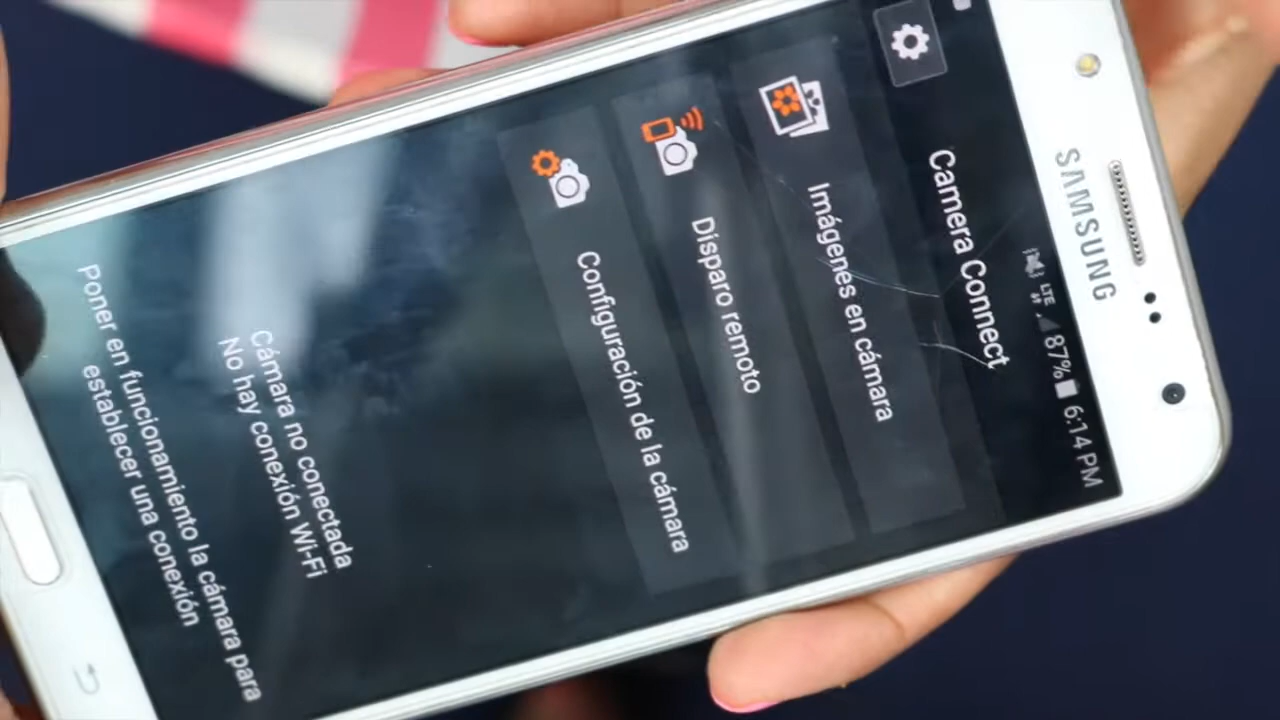 SAMSUNG
LTE 87% 6:14 PM
Camera Connect
Imágenes en cámara
Disparo remoto
Configuración de la cámara
Cámara no conectada
No hay conexión Wi-Fi
Poner en funcionamiento la cámara para
establecer una conexión